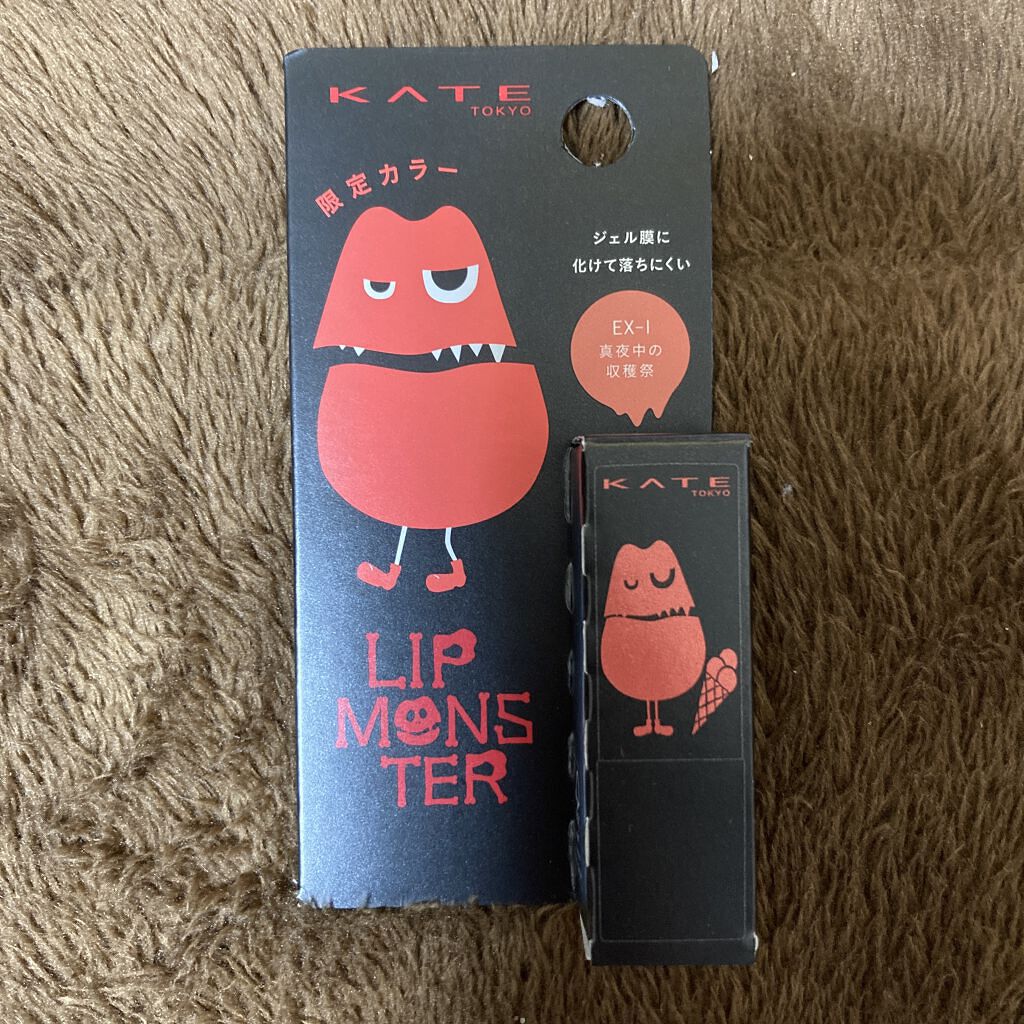 KATE
TOKYO
限定カラー
ジェル膜に
化けて落ちにくい
EX-1
真夜中の
収穫祭
LIP
MONS
TER
KATE
TOKYO